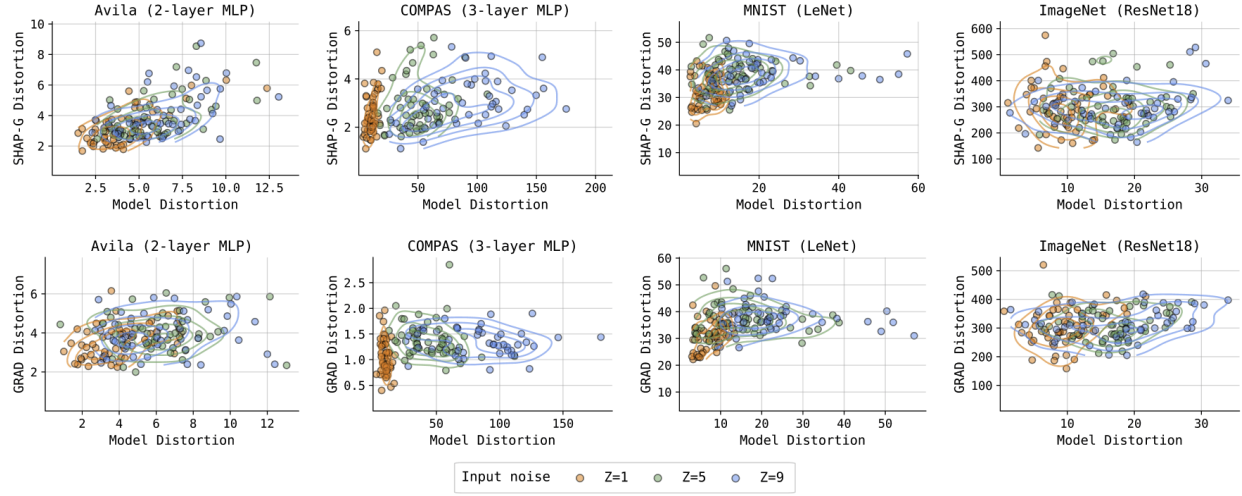 Avila (2-layer MLP)
COMPAS (3-layer MLP)
MNIST (LeNet)
ImageNet (ResNet18)
SHAP-G Distortion
10
8
6
4
2
2.5 5.0 7.5 10.0 12.5
Model Distortion
SHAP-G Distortion
6
4
2
50 100 150 200
Model Distortion
SHAP-G Distortion
50
40
30
20
10
20 40 60
Model Distortion
SHAP-G Distortion
600
500
400
300
200
100
10 20 30
Model Distortion
Avila (2-layer MLP)
COMPAS (3-layer MLP)
MNIST (LeNet)
ImageNet (ResNet18)
GRAD Distortion
6
4
2
2 4 6 8 10 12
Model Distortion
GRAD Distortion
2.5
2.0
1.5
1.0
0.5
50 100 150
Model Distortion
GRAD Distortion
60
50
40
30
20
10
10 20 30 40 50
Model Distortion
GRAD Distortion
500
400
300
200
100
10 20 30
Model Distortion
Input noise Z=1 Z=5 Z=9